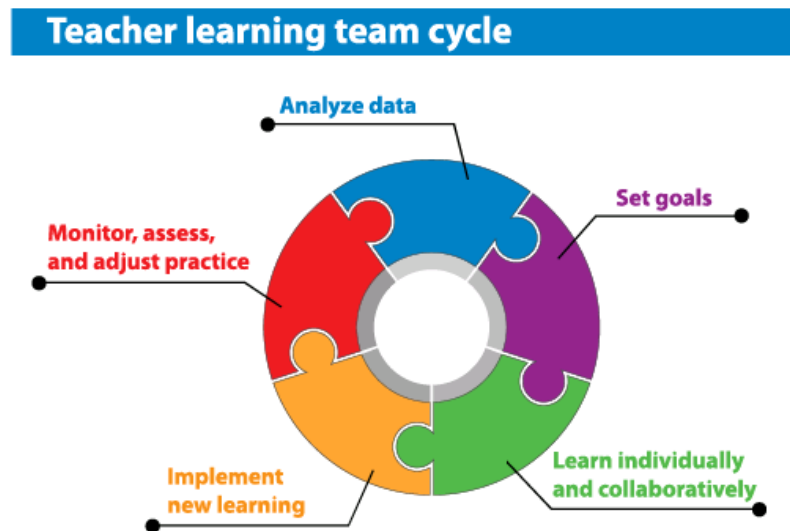 Teacher learning team cycle
Analyze data
Set goals
Monitor, assess,
and adjust practice
Learn individually
and collaboratively
Implement
new learning